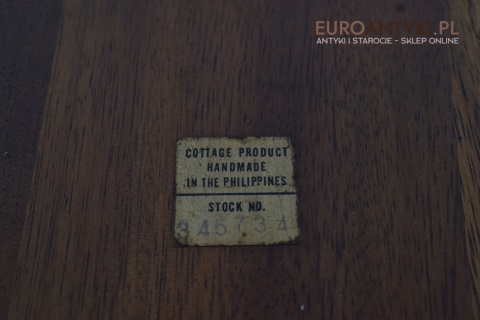 EUROANTYKI.PL
ANTYKI I STAROCIE - SKLEP ONLINE
COTTAGE PRODUCT
HANDMADE
IN THE PHILIPPINES
STOCK NO.
345734